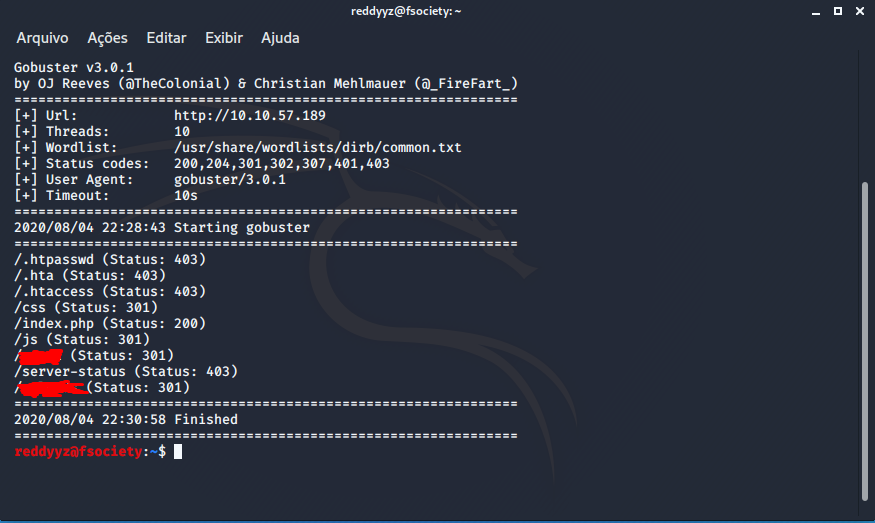 reddyyz@fsociety: ~
Arquivo Ações Editar Exibir Ajuda
Gobuster v3.0.1
by OJ Reeves (@TheColonial) & Christian Mehlmauer (@_FireFart_)
===============================================================
[+] Url: http://10.10.57.189
[+] Threads: 10
[+] Wordlist: /usr/share/wordlists/dirb/common.txt
[+] Status codes: 200,204,301,302,307,401,403
[+] User Agent: gobuster/3.0.1
[+] Timeout: 10s
===============================================================
2020/08/04 22:28:43 Starting gobuster
===============================================================
/.htpasswd (Status: 403)
/.hta (Status: 403)
/.htaccess (Status: 403)
/css (Status: 301)
/index.php (Status: 200)
/js (Status: 301)
/ (Status: 301)
/server-status (Status: 403)
/ (Status: 301)
===============================================================
2020/08/04 22:30:58 Finished
===============================================================
reddyyz@fsociety:~$